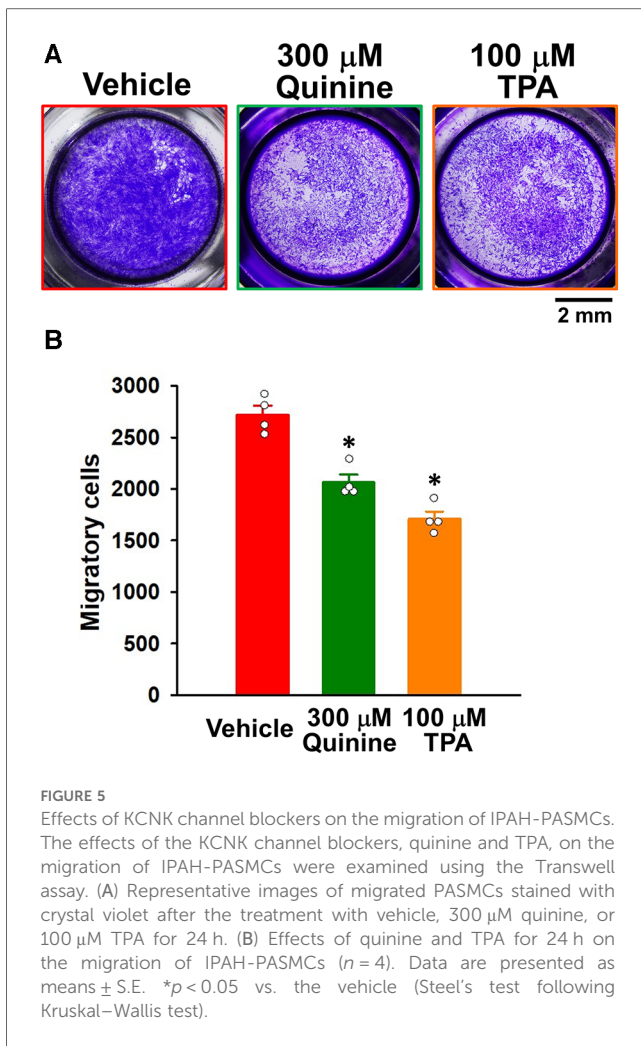 A
Vehicle
300 μM
Quinine
100 μM
TPA
2 mm
B
Migratory cells
3000
2500
2000
1500
1000
500
0
*
*
Vehicle
300 μM
Quinine
100 μM
TPA
FIGURE 5
Effects of KCNK channel blockers on the migration of IPAH-PASMCs.
The effects of the KCNK channel blockers, quinine and TPA, on the
migration of IPAH-PASMCs were examined using the Transwell
assay. (A) Representative images of migrated PASMCs stained with
crystal violet after the treatment with vehicle, 300 μM quinine, or
100 μM TPA for 24 h. (B) Effects of quinine and TPA for 24 h on
the migration of IPAH-PASMCs (n = 4). Data are presented as
means ± S.E. *p < 0.05 vs. the vehicle (Steel's test following
Kruskal–Wallis test).